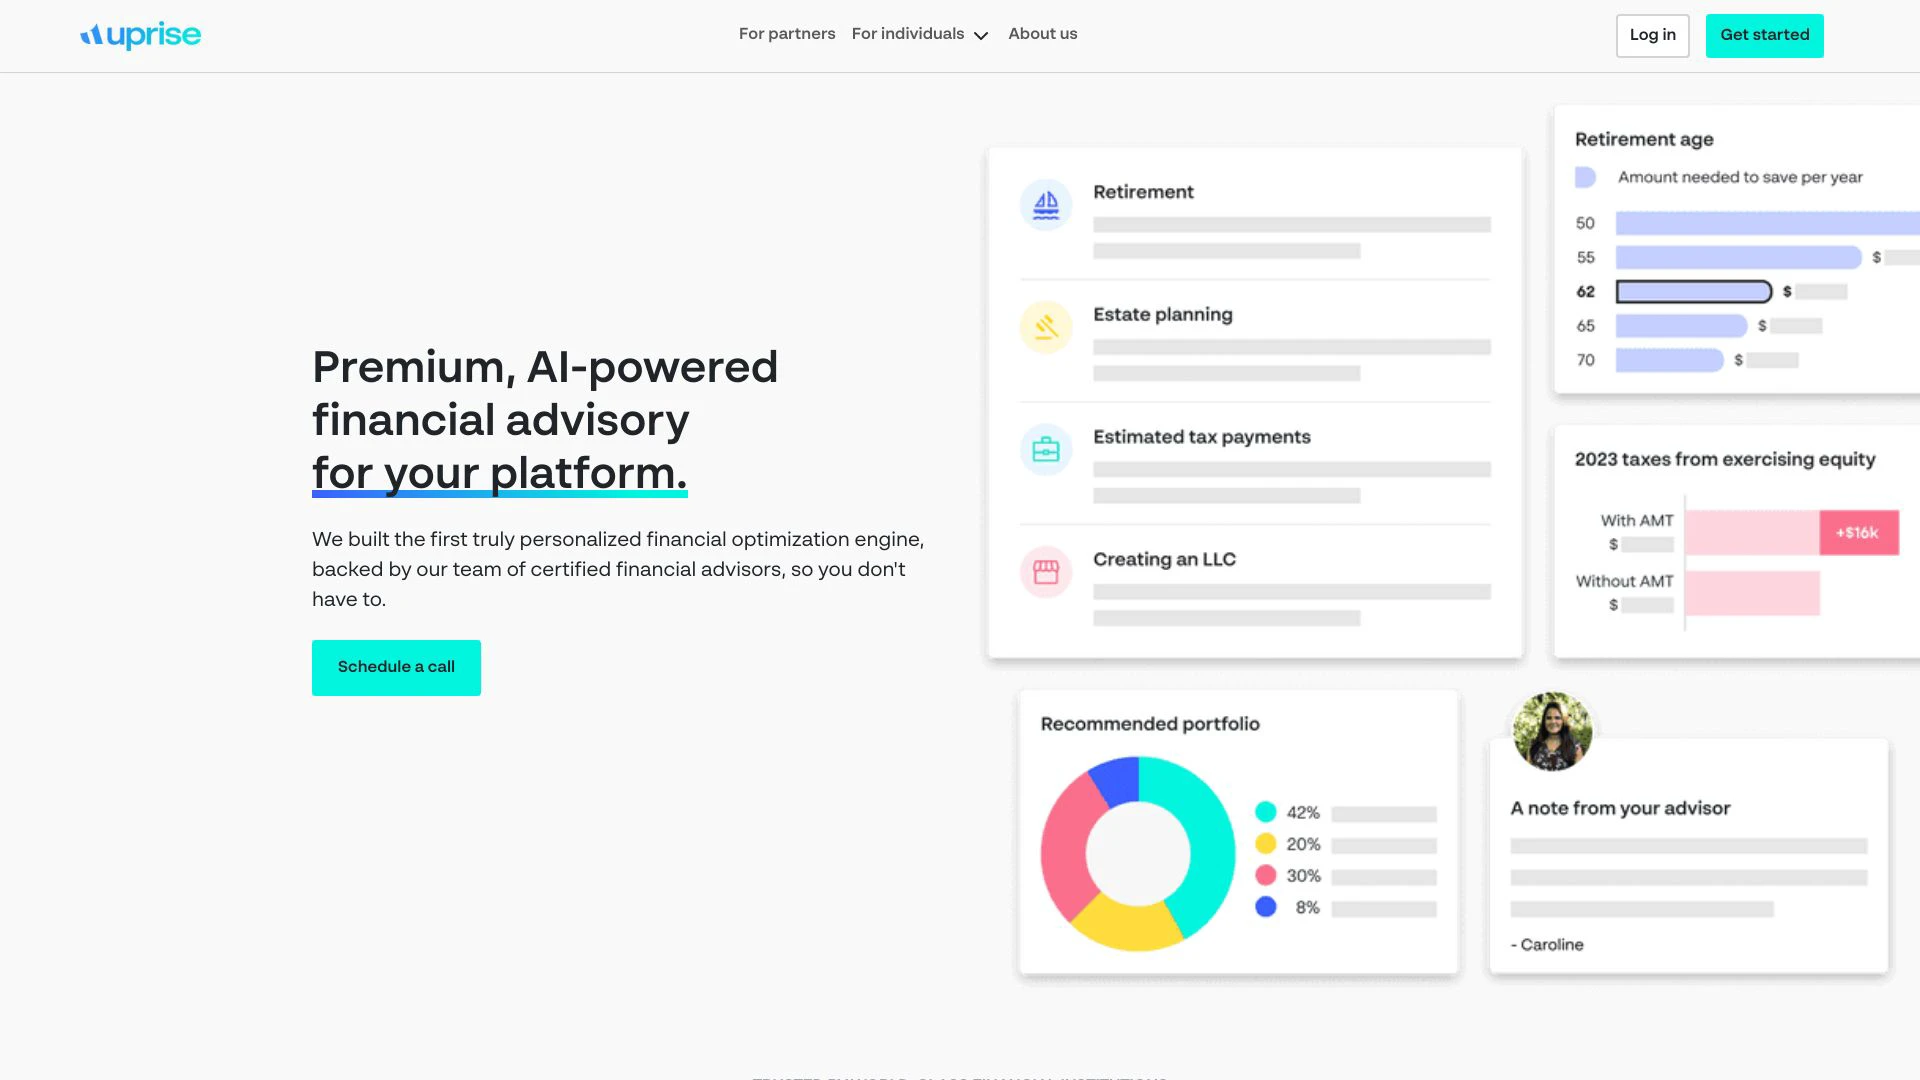 uprise
For partners
For individuals
About us
Log in
Get started
Premium, AI-powered
financial advisory
for your platform.
We built the first truly personalized financial optimization engine,
backed by our team of certified financial advisors, so you don't
have to.
Schedule a call
Retirement
Estate planning
Estimated tax payments
Creating an LLC
Retirement age
Amount needed to save per year
50
55 $
62 $
65 $
70 $
2023 taxes from exercising equity
With AMT
$
+$16k
Without AMT
$
Recommended portfolio
42%
20%
30%
8%
A note from your advisor
- Caroline